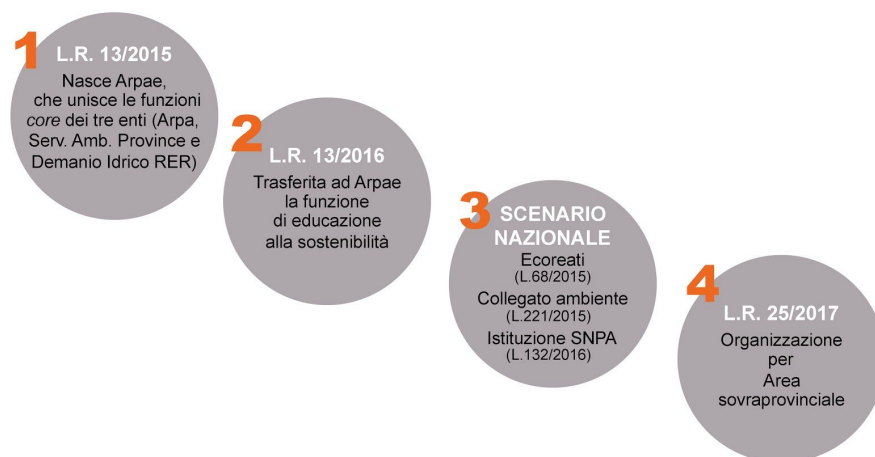 1
L.R. 13/2015
Nasce Arpae,
che unisce le funzioni
core dei tre enti (Arpa,
Serv. Amb. Province e
Demanio Idrico RER)
2
L.R. 13/2016
Trasferita ad Arpae
la funzione
di educazione
alla sostenibilità
3
SCENARIO
NAZIONALE
Ecoreati
(L.68/2015)
Collegato ambiente
(L.221/2015)
Istituzione SNPA
(L.132/2016)
4
L.R. 25/2017
Organizzazione
per
Area
sovraprovinciale